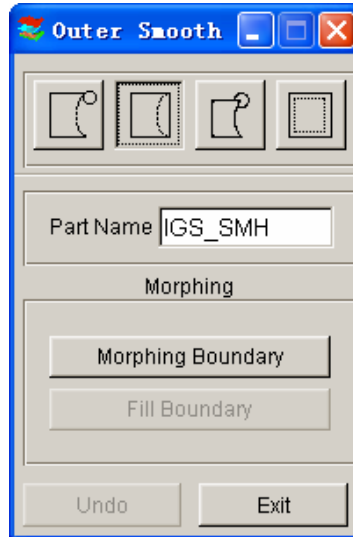 Outer Smooth
Part Name IGS_SMH
Morphing
Morphing Boundary
Fill Boundary
Undo Exit